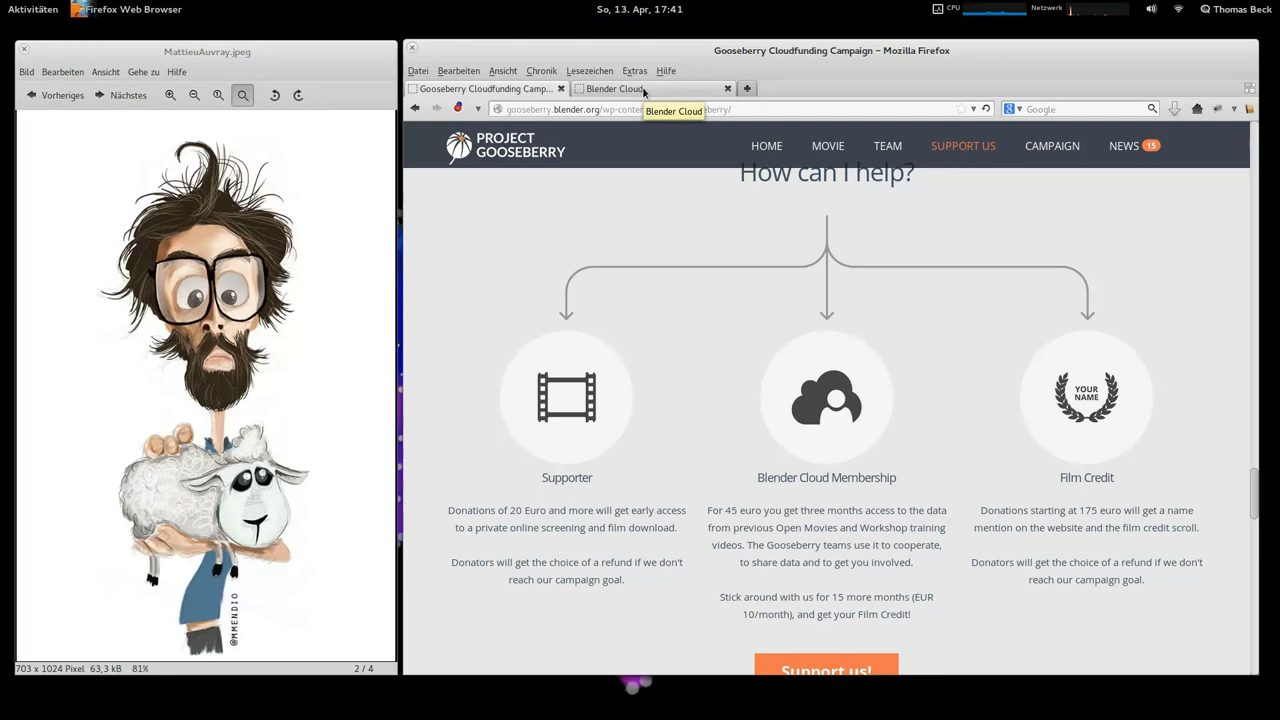 Aktivitäten
Firefox Web Browser
So, 13. Apr, 17:41
CPU
Netzwerk
Thomas Beck
MattieuAuvray.jpeg
Bild Bearbeiten Ansicht Gehe zu Hilfe
Vorheriges Nächstes
@MMENDIO
703 x 1024 Pixel 63,3 kB 81%
2 / 4
Gooseberry Cloudfunding Campaign – Mozilla Firefox
Datei Bearbeiten Ansicht Chronik Lesezeichen Extras Hilfe
Gooseberry Cloudfunding Camp...
Blender Cloud
gooseberry.blender.org/wp-conten
berry/
Google
Blender Cloud
PROJECT
GOOSEBERRY
HOME MOVIE TEAM SUPPORT US CAMPAIGN NEWS 15
How can I help?
YOUR
NAME
Supporter
Donations of 20 Euro and more will get early access
to a private online screening and film download.
Donators will get the choice of a refund if we don't
reach our campaign goal.
Blender Cloud Membership
For 45 euro you get three months access to the data
from previous Open Movies and Workshop training
videos. The Gooseberry teams use it to cooperate,
to share data and to get you involved.
Stick around with us for 15 more months (EUR
10/month), and get your Film Credit!
Film Credit
Donations starting at 175 euro will get a name
mention on the website and the film credit scroll.
Donators will get the choice of a refund if we don't
reach our campaign goal.
Support us!